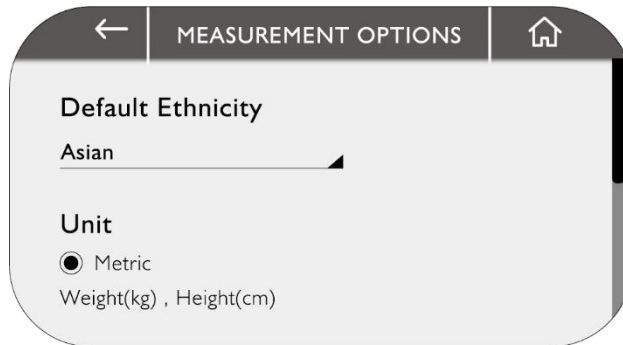 MEASUREMENT OPTIONS
Default Ethnicity
Asian
Unit
Metric
Weight(kg) , Height(cm)